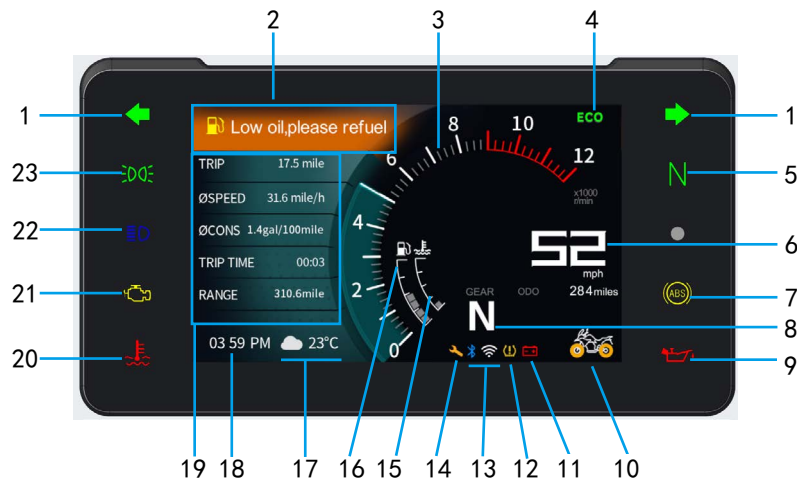 2 3 4
1 1
Low oil,please refuel
ECO
8 10
6 12
x1000
r/min
TRIP 17.5 mile
23 N 5
ØSPEED 31.6 mile/h
4
22 52 6
ØCONS 1.4gal/100mile
mph
TRIP TIME 00:03
21 (ABS) 7
RANGE 310.6mile
2
GEAR ODO 284miles
N 8
03 59 PM 23°C
0
20 9
19 18 17 16 15 14 13 12 11 10